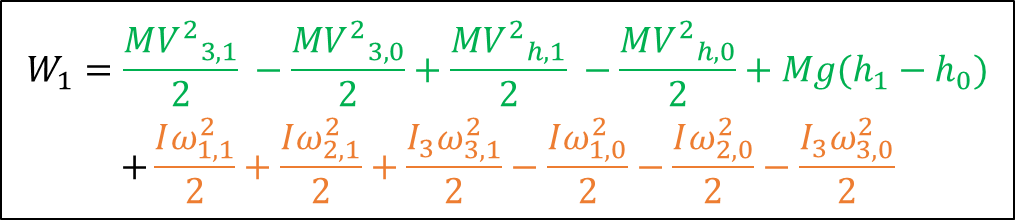 W₁ = MV²₃,₁/2 − MV²₃,₀/2 + MV²ₕ,₁/2 − MV²ₕ,₀/2 + Mg(h₁ − h₀)
+ Iω²₁,₁/2 + Iω²₂,₁/2 + I₃ω²₃,₁/2 − Iω²₁,₀/2 − Iω²₂,₀/2 − I₃ω²₃,₀/2